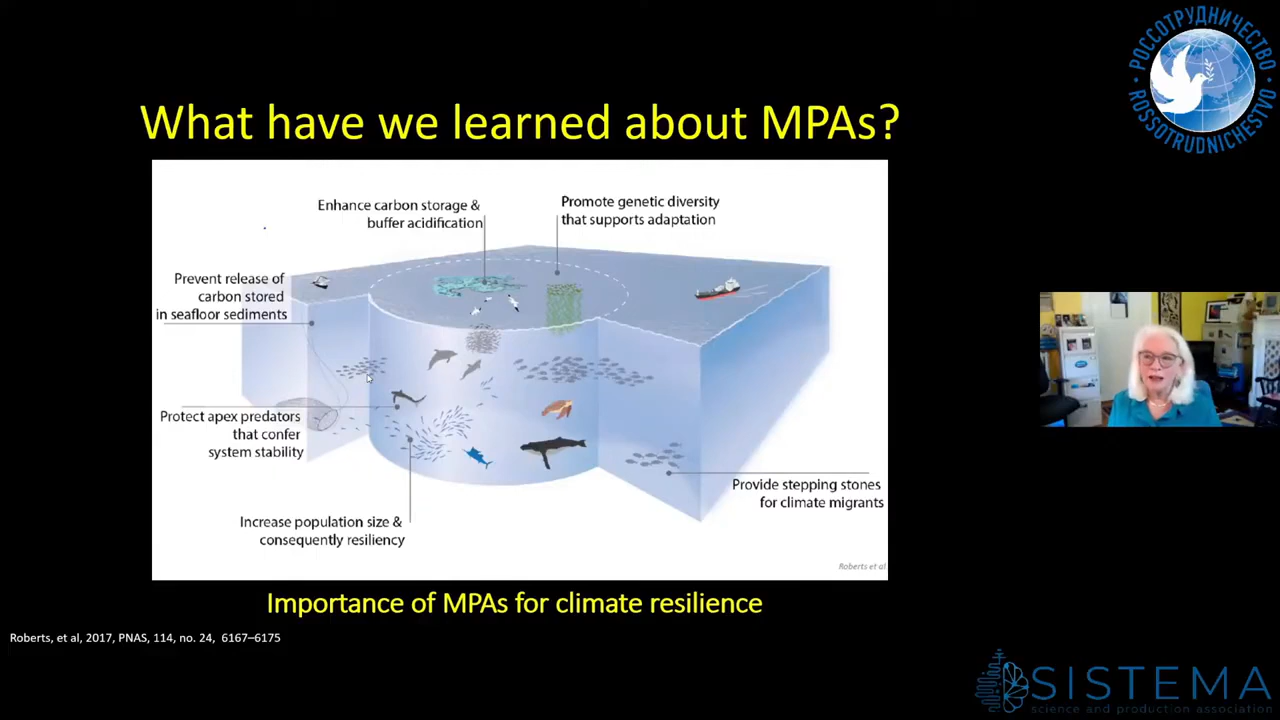 What have we learned about MPAs?
РОССОТРУДНИЧЕСТВО
ROSSOTRUDNICHESTVO
Enhance carbon storage &
buffer acidification
Promote genetic diversity
that supports adaptation
Prevent release of
carbon stored
in seafloor sediments
Protect apex predators
that confer
system stability
Increase population size &
consequently resiliency
Provide stepping stones
for climate migrants
Roberts et al
Importance of MPAs for climate resilience
Roberts, et al, 2017, PNAS, 114, no. 24, 6167–6175
SISTEMA
science and production association